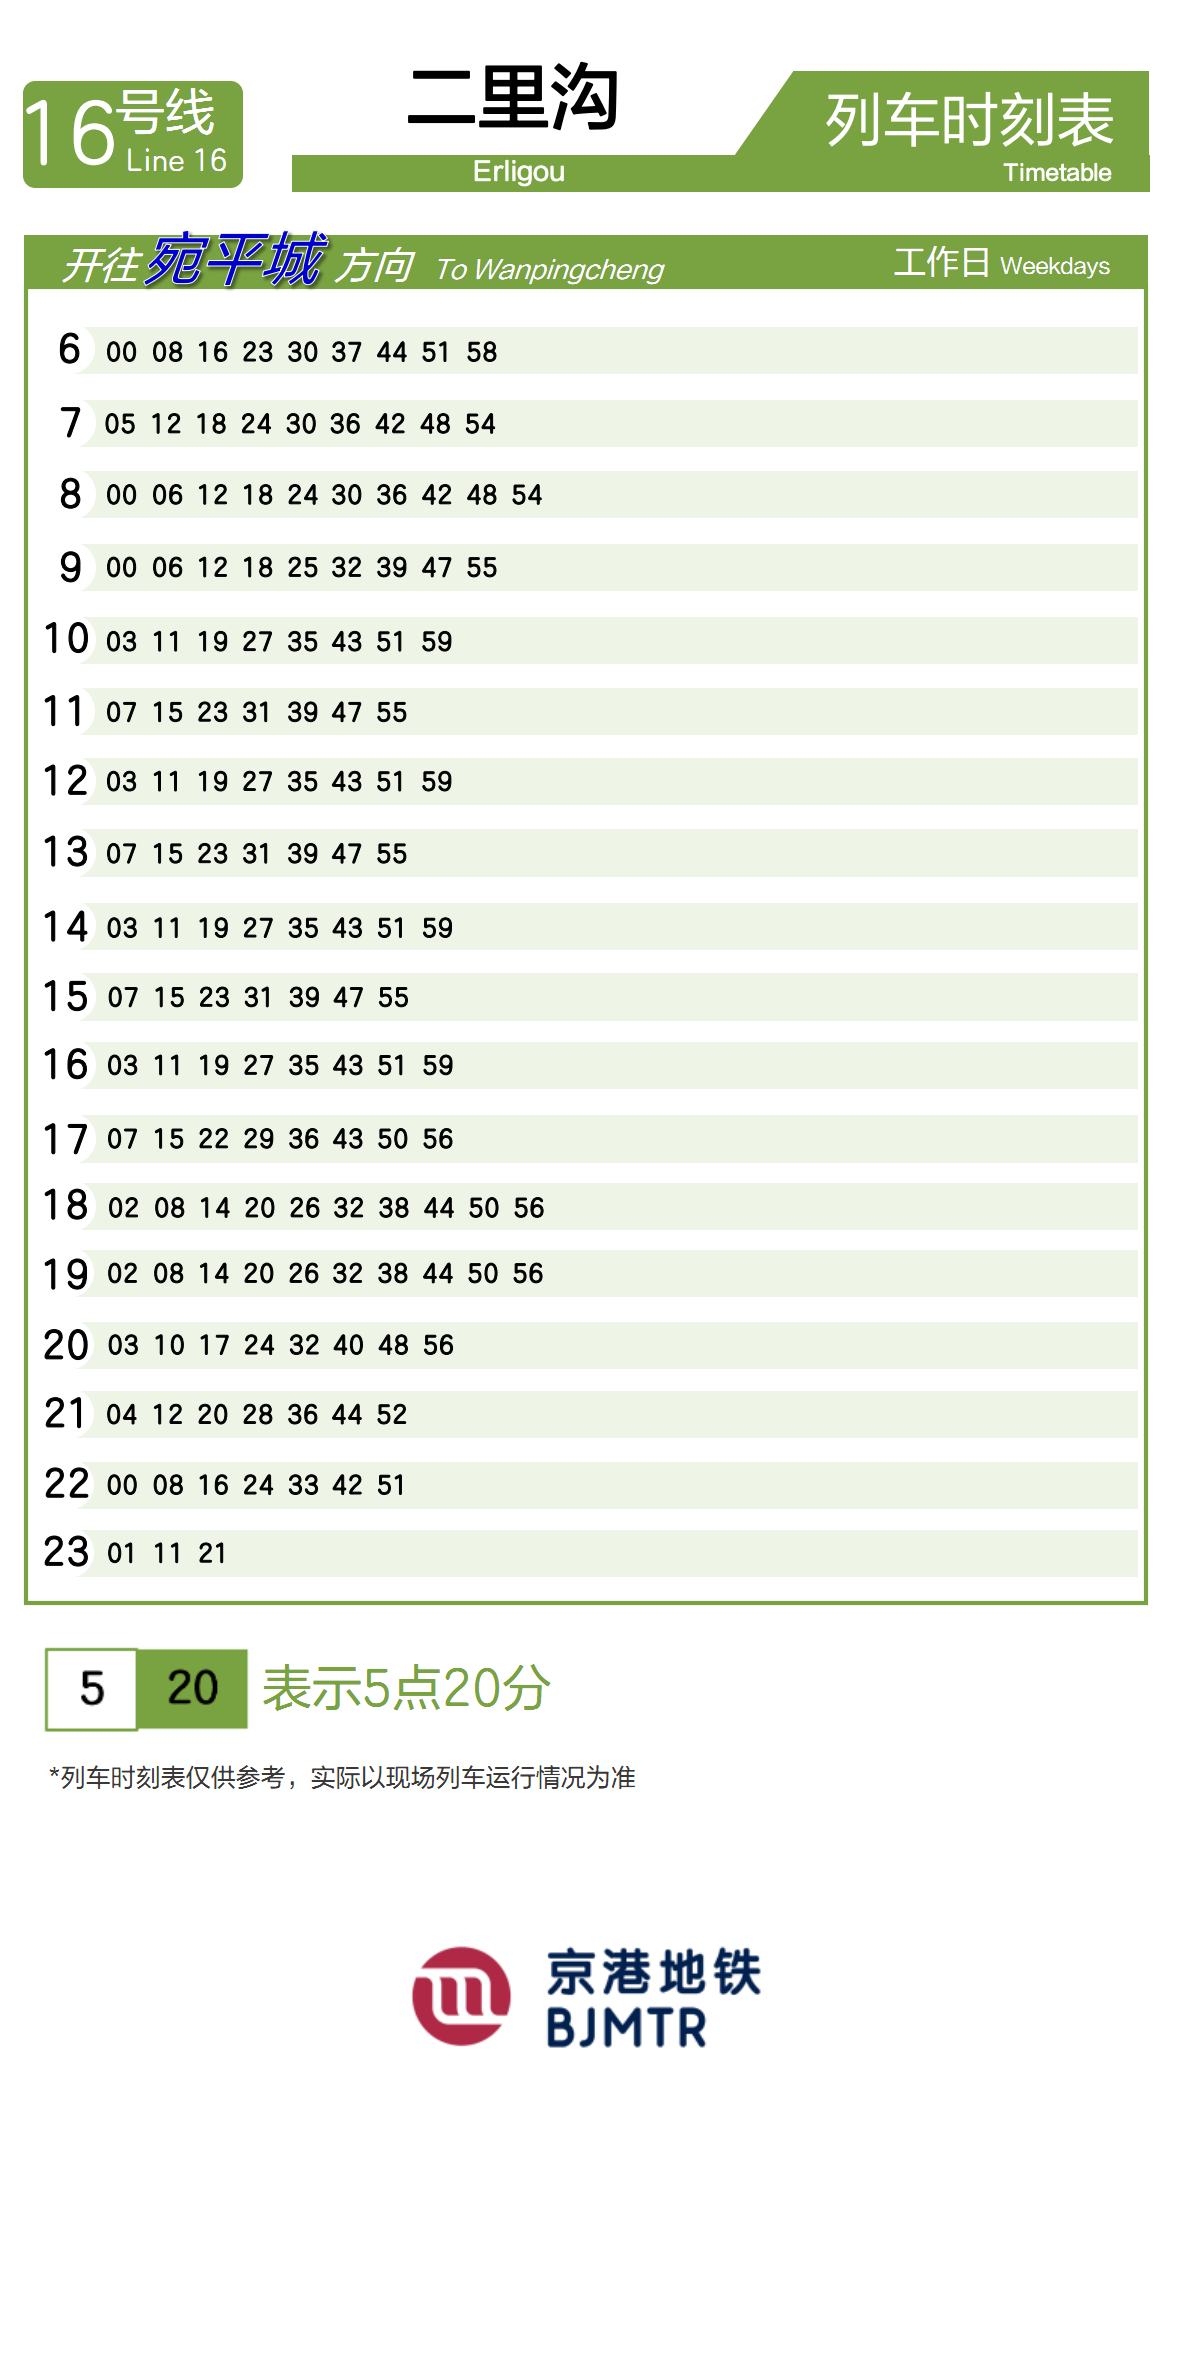 16号线
Line 16
二里沟
Erligou
列车时刻表
Timetable
开往宛平城方向 To Wanpingcheng
工作日 Weekdays
6 00 08 16 23 30 37 44 51 58
7 05 12 18 24 30 36 42 48 54
8 00 06 12 18 24 30 36 42 48 54
9 00 06 12 18 25 32 39 47 55
10 03 11 19 27 35 43 51 59
11 07 15 23 31 39 47 55
12 03 11 19 27 35 43 51 59
13 07 15 23 31 39 47 55
14 03 11 19 27 35 43 51 59
15 07 15 23 31 39 47 55
16 03 11 19 27 35 43 51 59
17 07 15 22 29 36 43 50 56
18 02 08 14 20 26 32 38 44 50 56
19 02 08 14 20 26 32 38 44 50 56
20 03 10 17 24 32 40 48 56
21 04 12 20 28 36 44 52
22 00 08 16 24 33 42 51
23 01 11 21
5 20 表示5点20分
*列车时刻表仅供参考，实际以现场列车运行情况为准
京港地铁
BJMTR